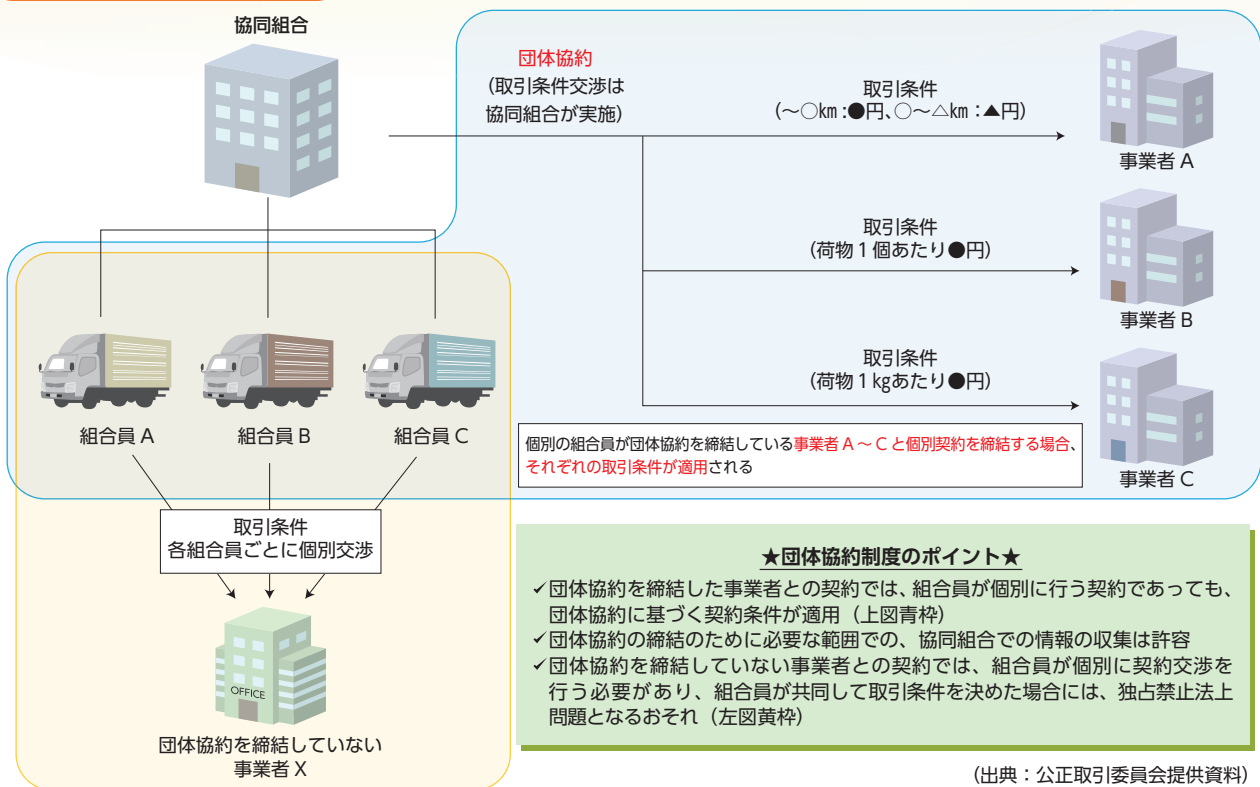 協同組合
団体協約
(取引条件交渉は
協同組合が実施)
取引条件
(～○km:●円、○～△km:▲円)
事業者 A
取引条件
(荷物1個あたり●円)
事業者 B
取引条件
(荷物1kgあたり●円)
事業者 C
組合員 A
組合員 B
組合員 C
個別の組合員が団体協約を締結している事業者 A ～ C と個別契約を締結する場合、
それぞれの取引条件が適用される
取引条件
各組合員ごとに個別交渉
OFFICE
団体協約を締結していない
事業者 X
★団体協約制度のポイント★
✓団体協約を締結した事業者との契約では、組合員が個別に行う契約であっても、
団体協約に基づく契約条件が適用（上図青枠）
✓団体協約の締結のために必要な範囲での、協同組合での情報の収集は許容
✓団体協約を締結していない事業者との契約では、組合員が個別に契約交渉を
行う必要があり、組合員が共同して取引条件を決めた場合には、独占禁止法上
問題となるおそれ（左図黄枠）
（出典：公正取引委員会提供資料）